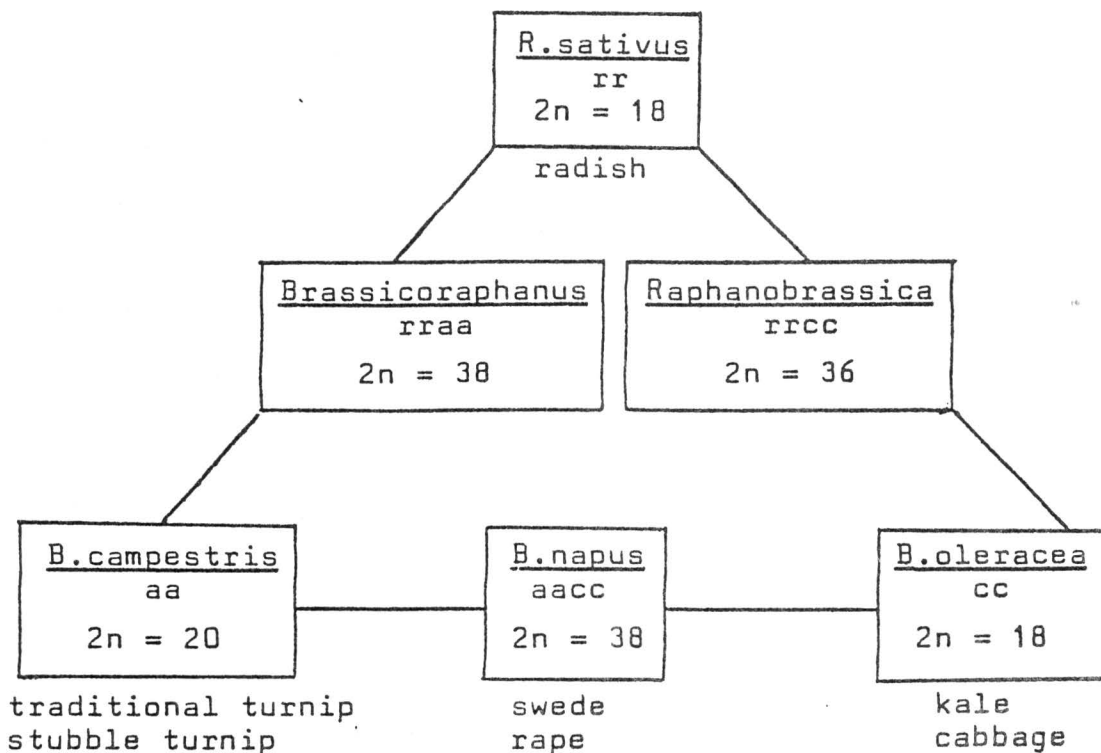 R.sativus
rr
2n = 18
radish
Brassicoraphanus
rraa
2n = 38
Raphanobrassica
rrcc
2n = 36
B.campestris
aa
2n = 20
traditional turnip
stubble turnip
B.napus
aacc
2n = 38
swede
rape
B.oleracea
cc
2n = 18
kale
cabbage